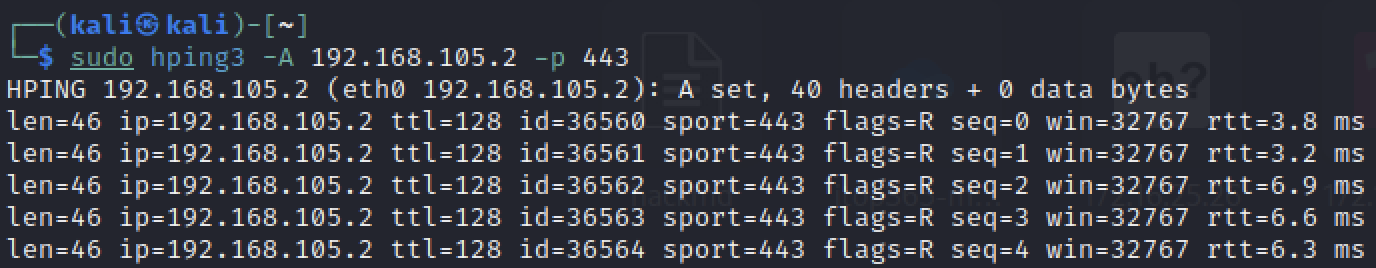 ┌──(kali㉿kali)-[~]
└─$ sudo hping3 -A 192.168.105.2 -p 443
HPING 192.168.105.2 (eth0 192.168.105.2): A set, 40 headers + 0 data bytes
len=46 ip=192.168.105.2 ttl=128 id=36560 sport=443 flags=R seq=0 win=32767 rtt=3.8 ms
len=46 ip=192.168.105.2 ttl=128 id=36561 sport=443 flags=R seq=1 win=32767 rtt=3.2 ms
len=46 ip=192.168.105.2 ttl=128 id=36562 sport=443 flags=R seq=2 win=32767 rtt=6.9 ms
len=46 ip=192.168.105.2 ttl=128 id=36563 sport=443 flags=R seq=3 win=32767 rtt=6.6 ms
len=46 ip=192.168.105.2 ttl=128 id=36564 sport=443 flags=R seq=4 win=32767 rtt=6.3 ms